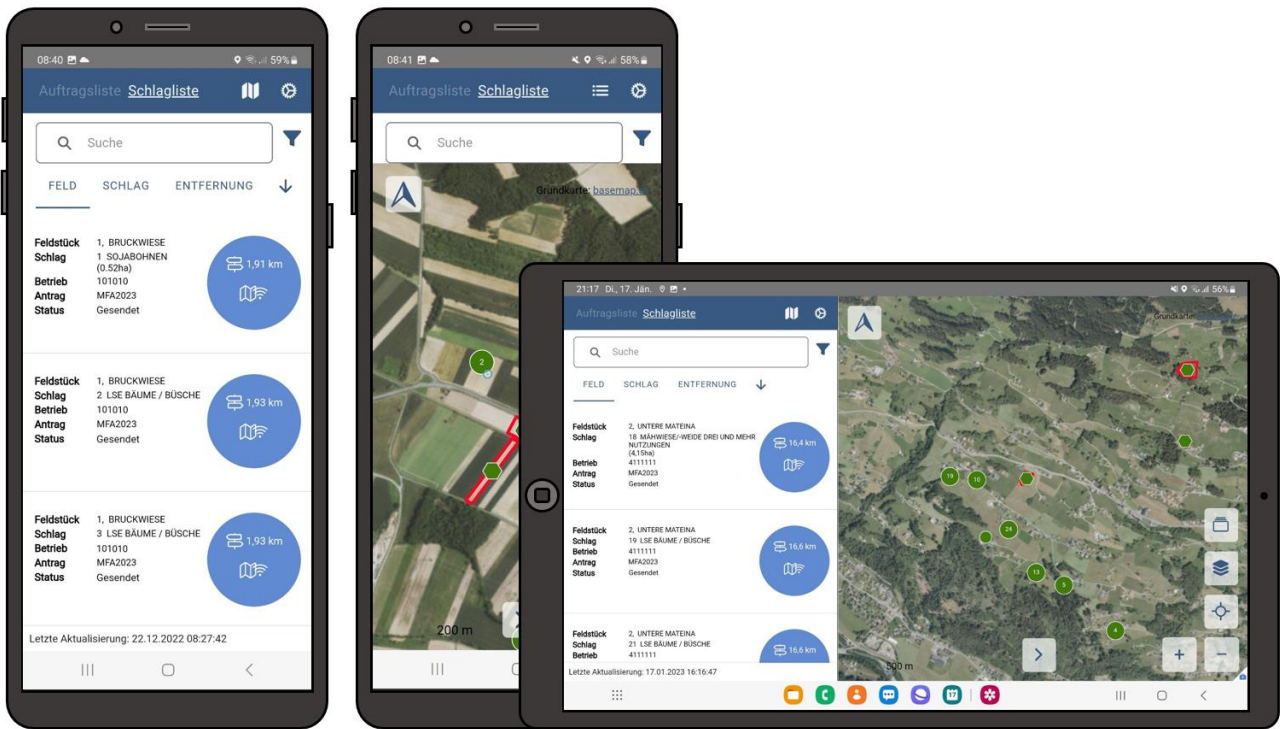 08:40
59%
Auftragsliste Schlagliste
Suche
FELD SCHLAG ENTFERNUNG
Feldstück 1, BRUCKWIESE
Schlag 1 SOJABOHNEN
(0.52ha)
Betrieb 101010
Antrag MFA2023
Status Gesendet
1,91 km
Feldstück 1, BRUCKWIESE
Schlag 2 LSE BÄUME / BÜSCHE
Betrieb 101010
Antrag MFA2023
Status Gesendet
1,93 km
Feldstück 1, BRUCKWIESE
Schlag 3 LSE BÄUME / BÜSCHE
Betrieb 101010
Antrag MFA2023
Status Gesendet
1,93 km
Letzte Aktualisierung: 22.12.2022 08:27:42
08:41
58%
Auftragsliste Schlagliste
Suche
Grundkarte: basemap.
2
200 m
21:17 Di., 17. Jän.
56%
Auftragsliste Schlagliste
Suche
FELD SCHLAG ENTFERNUNG
Feldstück 2, UNTERE MATEINA
Schlag 18 MÄHWIESE/-WEIDE DREI UND MEHR
NUTZUNGEN
(4,15ha)
Betrieb 4111111
Antrag MFA2023
Status Gesendet
16,4 km
Feldstück 2, UNTERE MATEINA
Schlag 19 LSE BÄUME / BÜSCHE
Betrieb 4111111
Antrag MFA2023
Status Gesendet
16,6 km
Feldstück 2, UNTERE MATEINA
Schlag 21 LSE BÄUME / BÜSCHE
Betrieb 4111111
16,6 km
Letzte Aktualisierung: 17.01.2023 16:16:47
Grundkarte:
19
10
24
13
5
4
500 m
17